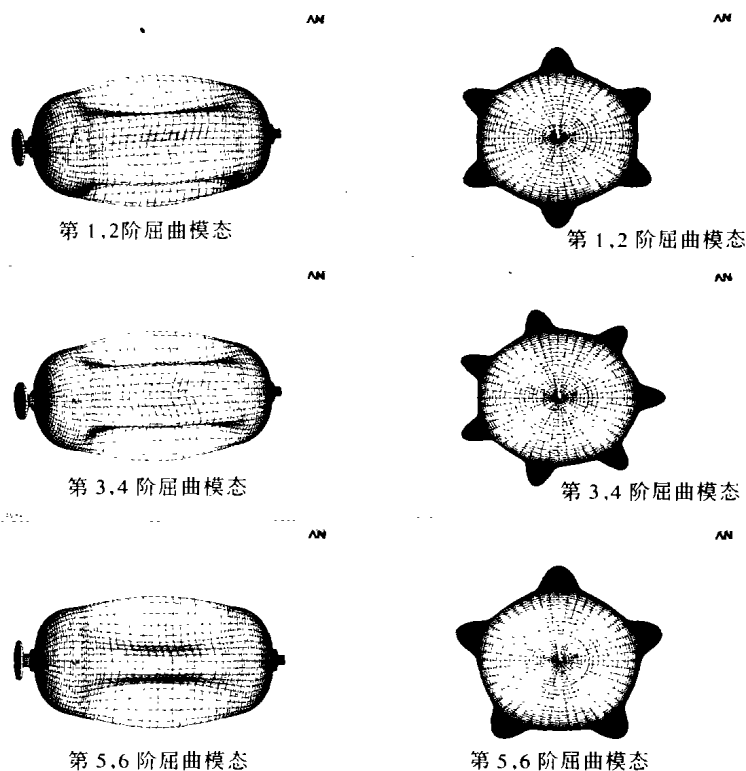 AN
AN
第 1,2阶屈曲模态
第 1,2 阶屈曲模态
AN
AN
第 3,4 阶屈曲模态
第 3,4 阶屈曲模态
AN
AN
第 5,6 阶屈曲模态
第 5,6 阶屈曲模态